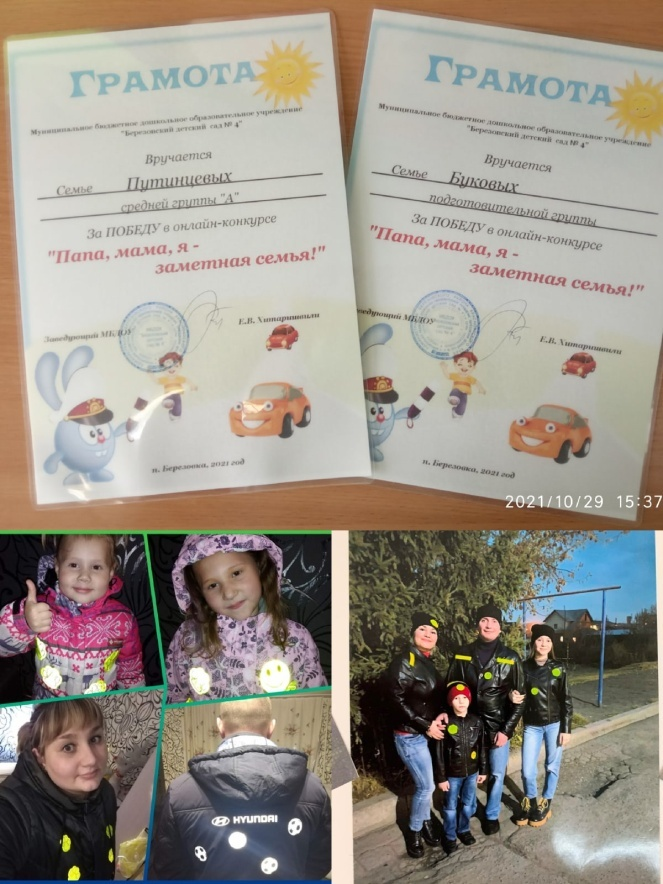 ГРАМОТА
Муниципальное бюджетное дошкольное образовательное учреждение
"Березовский детский сад № 4"
Вручается
Семье Путинцевых
средней группы "А"
За ПОБЕДУ в онлайн-конкурсе
"Папа, мама, я -
заметная семья!"
Заведующий МБДОУ
Е.В. Хитаришвили
п. Березовка, 2021 год
ГРАМОТА
Муниципальное бюджетное дошкольное образовательное учреждение
"Березовский детский сад № 4"
Вручается
Семье Буковых
подготовительной группы
За ПОБЕДУ в онлайн-конкурсе
"Папа, мама, я -
заметная семья!"
Заведующий МБДОУ
Е.В. Хитаришвили
п. Березовка, 2021 год
2021/10/29 15:37
HYUNDAI